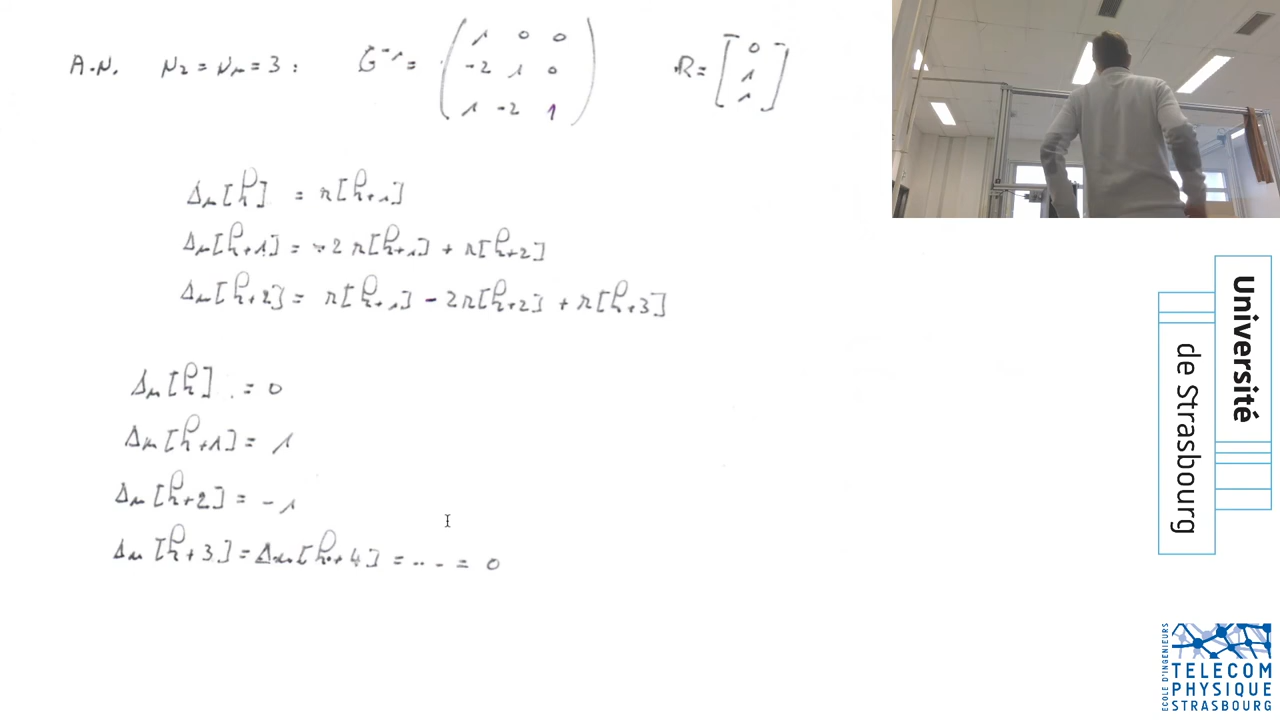 A.N. N₂ = Nᵤ = 3 : G⁻¹ = ( 1 0 0 R = [ 0
-2 1 0 1
1 -2 1 ) 1 ]
Δu[k] = r[k+1]
Δu[k+1] = -2 r[k+1] + r[k+2]
Δu[k+2] = r[k+1] - 2r[k+2] + r[k+3]
Δu[k] = 0
Δu[k+1] = 1
Δu[k+2] = -1
Δu[k+3] = Δu[k+4] = ... = 0
Université
de Strasbourg
ECOLE D'INGENIEURS
TELECOM
PHYSIQUE
STRASBOURG